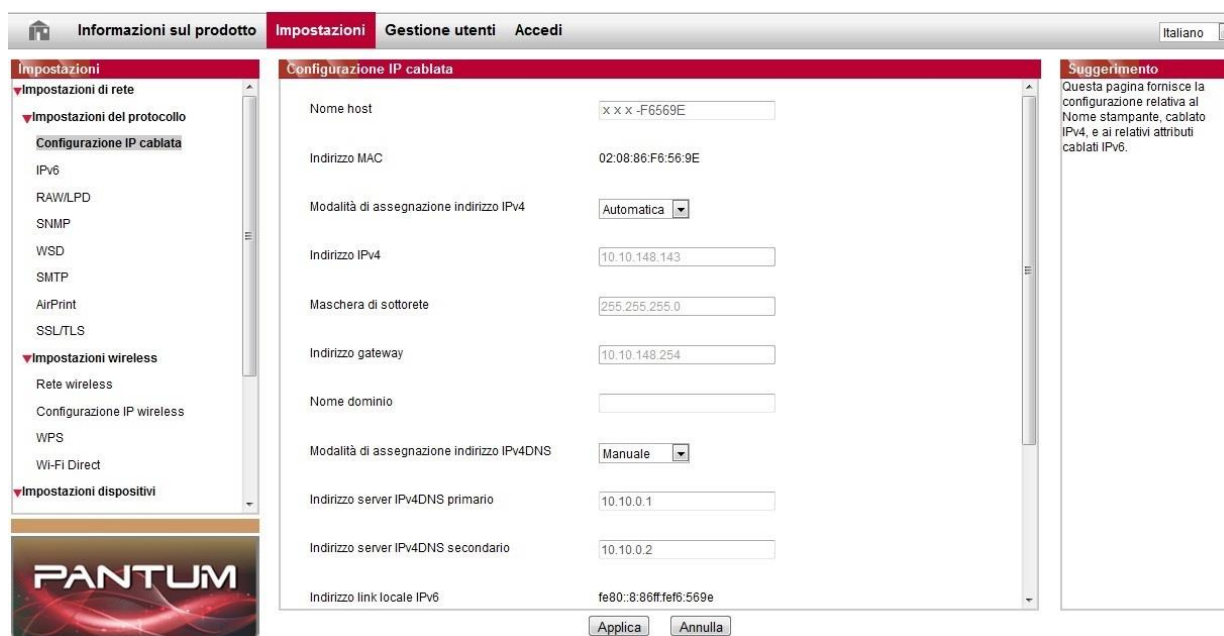 Informazioni sul prodotto Impostazioni Gestione utenti Accedi Italiano
Impostazioni
▼Impostazioni di rete
▼Impostazioni del protocollo
Configurazione IP cablata
IPv6
RAW/LPD
SNMP
WSD
SMTP
AirPrint
SSL/TLS
▼Impostazioni wireless
Rete wireless
Configurazione IP wireless
WPS
Wi-Fi Direct
▼Impostazioni dispositivi
PANTUM
Configurazione IP cablata
Nome host x x x -F6569E
Indirizzo MAC 02:08:86:F6:56:9E
Modalità di assegnazione indirizzo IPv4 Automatica
Indirizzo IPv4 10.10.148.143
Maschera di sottorete 255.255.255.0
Indirizzo gateway 10.10.148.254
Nome dominio
Modalità di assegnazione indirizzo IPv4DNS Manuale
Indirizzo server IPv4DNS primario 10.10.0.1
Indirizzo server IPv4DNS secondario 10.10.0.2
Indirizzo link locale IPv6 fe80::8:86ff:fef6:569e
Applica Annulla
Suggerimento
Questa pagina fornisce la
configurazione relativa al
Nome stampante, cablato
IPv4, e ai relativi attributi
cablati IPv6.